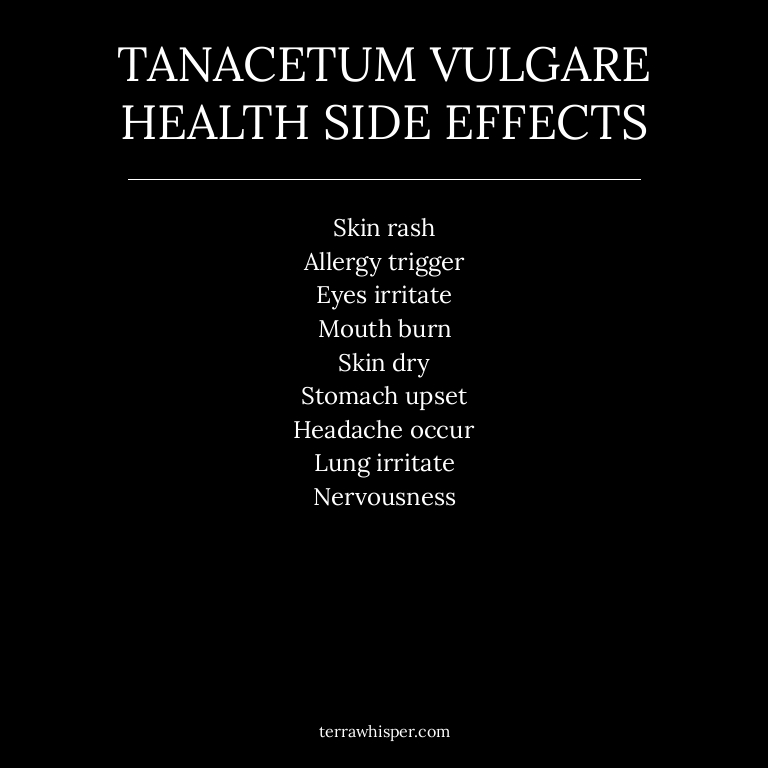 TANACETUM VULGARE
HEALTH SIDE EFFECTS
Skin rash
Allergy trigger
Eyes irritate
Mouth burn
Skin dry
Stomach upset
Headache occur
Lung irritate
Nervousness
terrawhisper.com